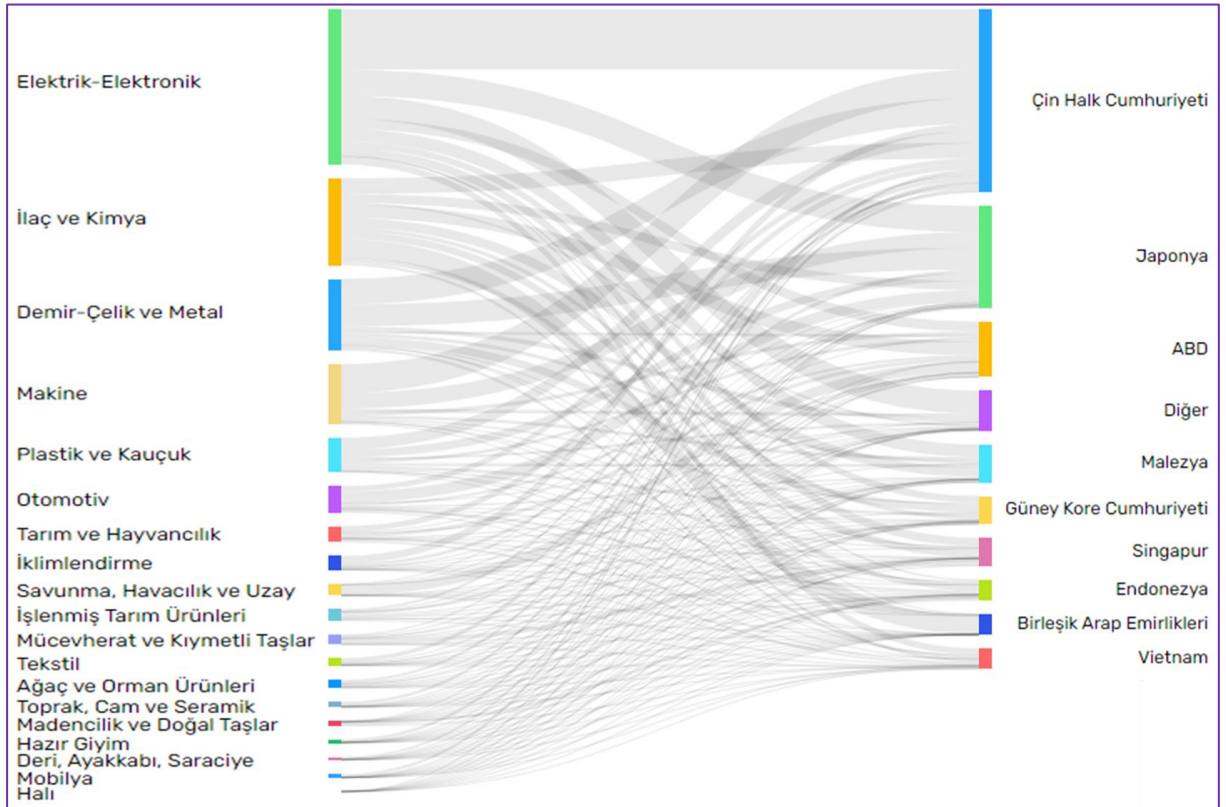 Elektrik-Elektronik
İlaç ve Kimya
Demir-Çelik ve Metal
Makine
Plastik ve Kauçuk
Otomotiv
Tarım ve Hayvancılık
İklimlendirme
Savunma, Havacılık ve Uzay
İşlenmiş Tarım Ürünleri
Mücevherat ve Kıymetli Taşlar
Tekstil
Ağaç ve Orman Ürünleri
Toprak, Cam ve Seramik
Madencilik ve Doğal Taşlar
Hazır Giyim
Deri, Ayakkabı, Saraciye
Mobilya
Halı
Çin Halk Cumhuriyeti
Japonya
ABD
Diğer
Malezya
Güney Kore Cumhuriyeti
Singapur
Endonezya
Birleşik Arap Emirlikleri
Vietnam